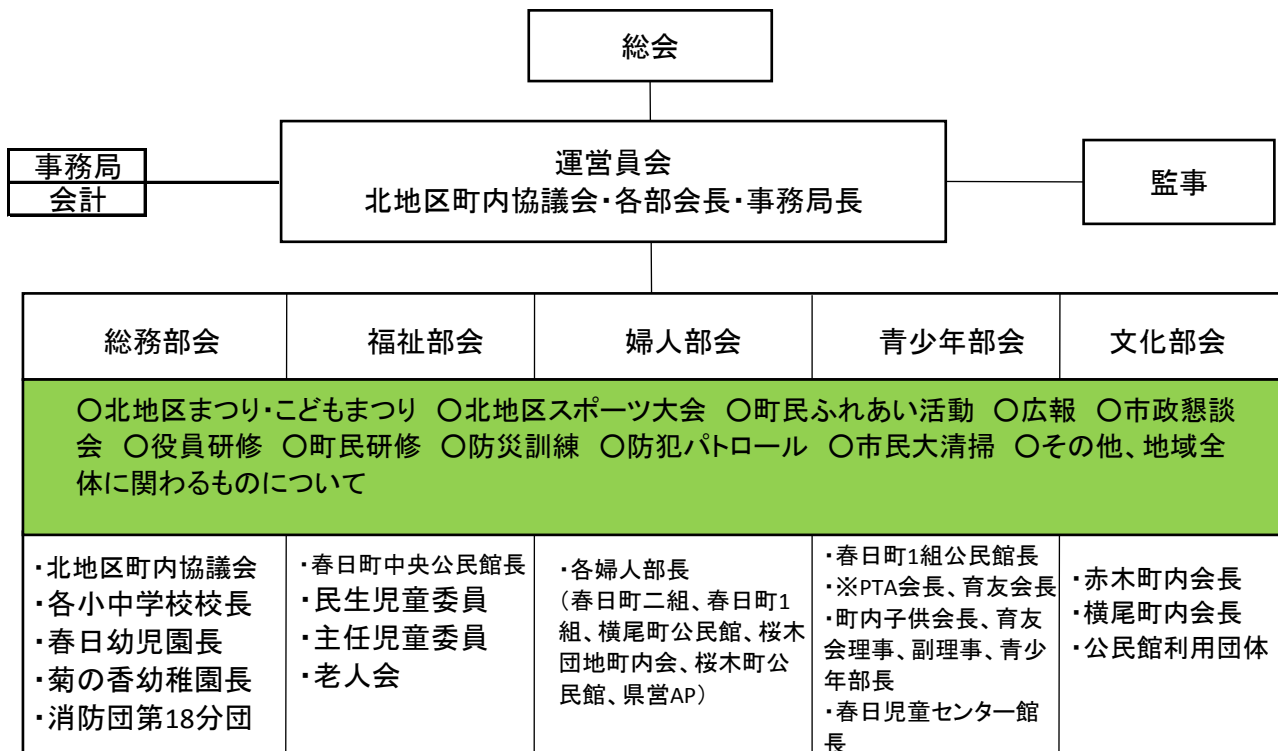 総会
事務局
会計
運営員会
北地区町内協議会・各部会長・事務局長
監事
総務部会
福祉部会
婦人部会
青少年部会
文化部会
○北地区まつり・こどもまつり ○北地区スポーツ大会 ○町民ふれあい活動 ○広報 ○市政懇談
会 ○役員研修 ○町民研修 ○防災訓練 ○防犯パトロール ○市民大清掃 ○その他、地域全
体に関わるものについて
・北地区町内協議会
・各小中学校校長
・春日幼児園長
・菊の香幼稚園長
・消防団第18分団
・春日町中央公民館長
・民生児童委員
・主任児童委員
・老人会
・各婦人部長
（春日町二組、春日町1
組、横尾町公民館、桜木
団地町内会、桜木町公
民館、県営AP）
・春日町1組公民館長
・※PTA会長、育友会長
・町内子供会長、育友
会理事、副理事、青少
年部長
・春日児童センター館
長
・赤木町内会長
・横尾町内会長
・公民館利用団体